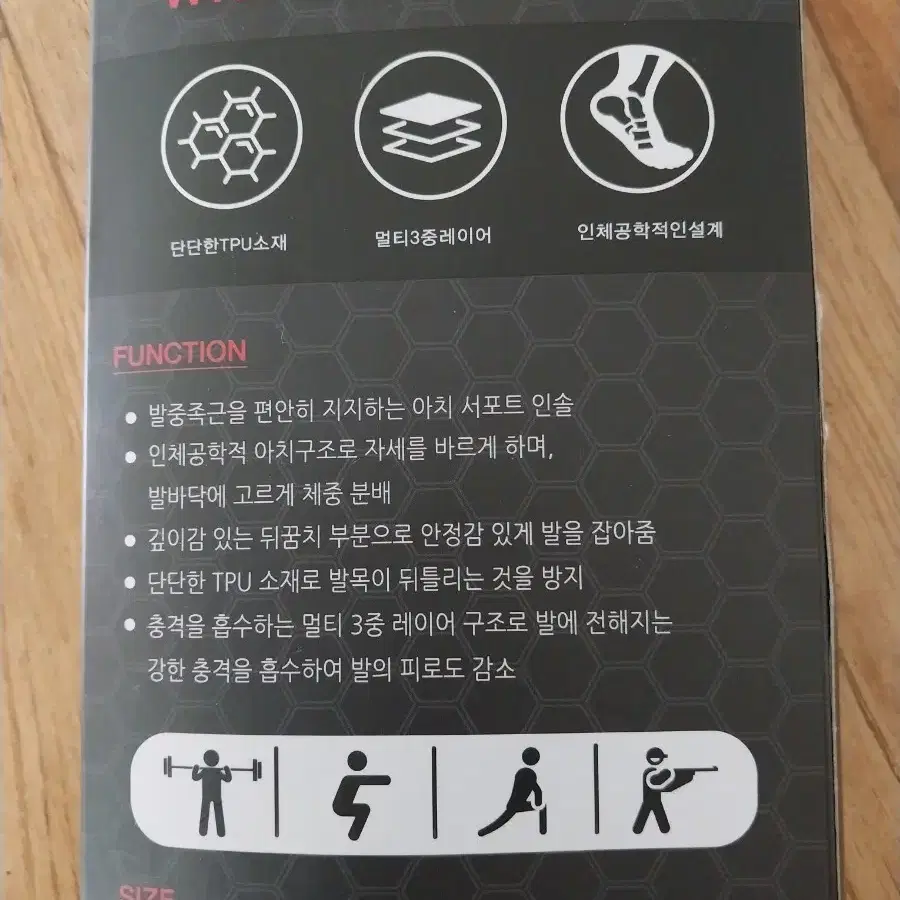 단단한TPU소재
멀티3중레이어
인체공학적인설계
FUNCTION
● 발중족근을 편안히 지지하는 아치 서포트 인솔
● 인체공학적 아치구조로 자세를 바르게 하며,
발바닥에 고르게 체중 분배
● 깊이감 있는 뒤꿈치 부분으로 안정감 있게 발을 잡아줌
● 단단한 TPU 소재로 발목이 뒤틀리는 것을 방지
● 충격을 흡수하는 멀티 3중 레이어 구조로 발에 전해지는
강한 충격을 흡수하여 발의 피로도 감소
SIZE